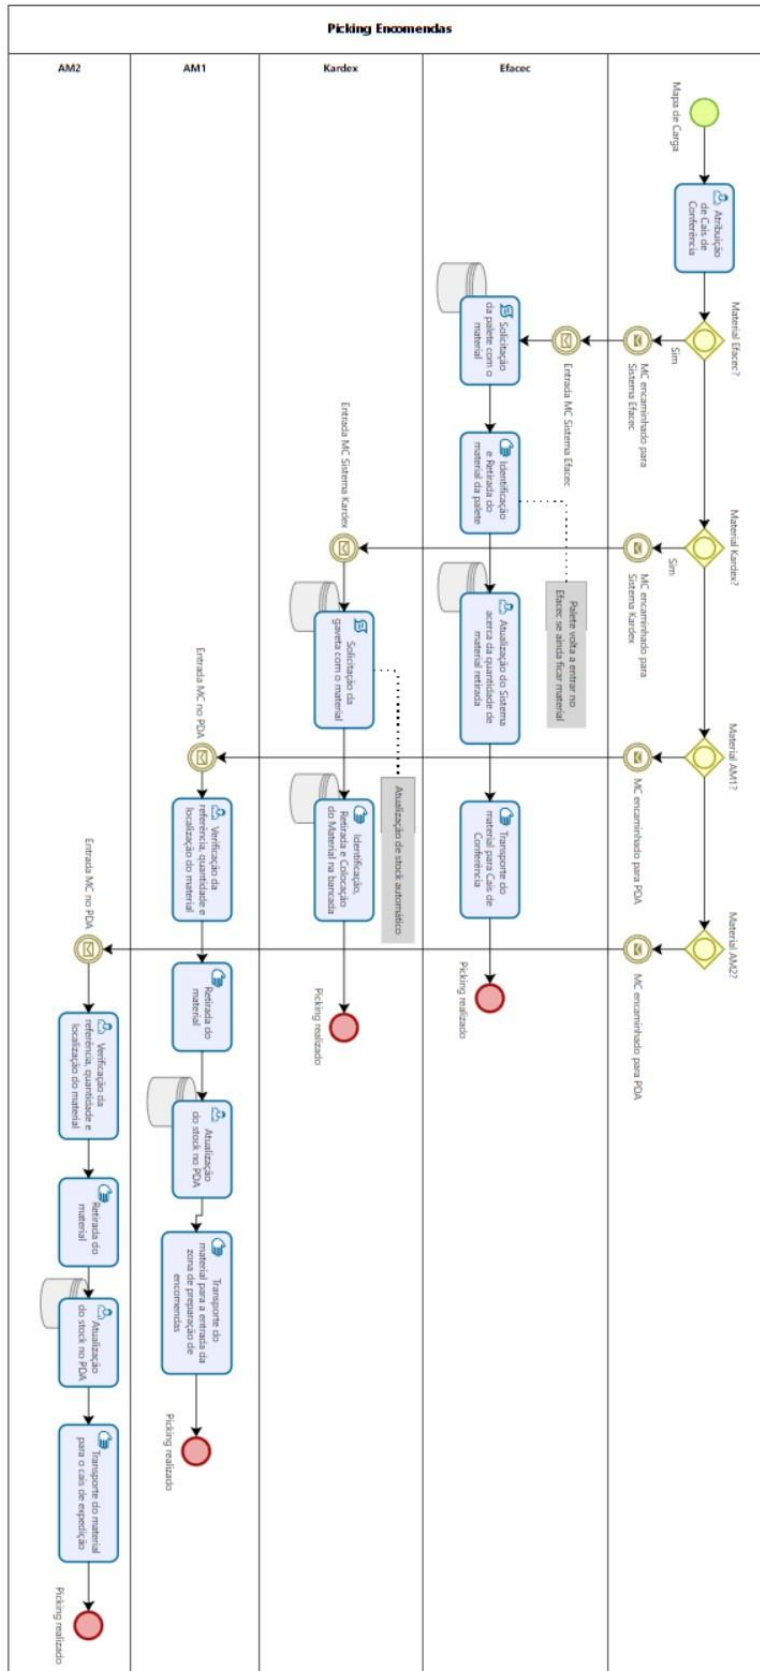 Picking Encomendas
AM2
AM1
Kardex
Efacec
Mapa de Carga
Atribuição
de Cais de
Conferência
Material Efacec?
Sim
MC encaminhado para
Sistema Efacec
Entrada MC Sistema Efacec
Solicitação
da palete com o
material
Identificação
e Retirada do
material da palete
Palete volta a entrar no
Efacec se ainda ficar material
Atualização do Sistema
acerca da quantidade de
material retirada
Transporte do
material para Cais de
Conferência
Picking realizado
Material Kardex?
Sim
MC encaminhado para
Sistema Kardex
Entrada MC Sistema Kardex
Solicitação da
gaveta com o material
Atualização de stock automático
Identificação,
Retirada e Colocação
do Material na bancada
Picking realizado
Material AM1?
MC encaminhado para PDA
Entrada MC no PDA
Verificação da
referência, quantidade e
localização do material
Retirada do
material
Atualização
do stock no PDA
Transporte do
material para a entrada da
zona de preparação de
encomendas
Picking realizado
Material AM2?
MC encaminhado para PDA
Entrada MC no PDA
Verificação da
referência, quantidade e
localização do material
Retirada do
material
Atualização
do stock no PDA
Transporte do material
para o cais de expedição
Picking realizado